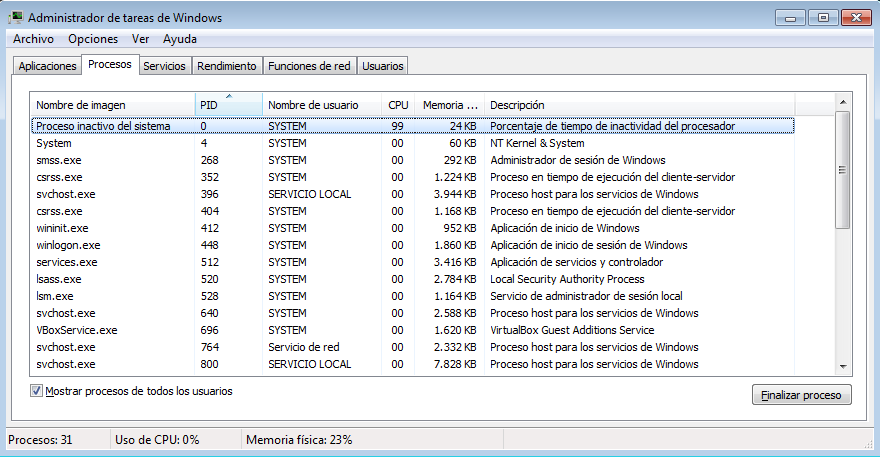 Administrador de tareas de Windows
Archivo Opciones Ver Ayuda
Aplicaciones Procesos Servicios Rendimiento Funciones de red Usuarios
Nombre de imagen PID Nombre de usuario CPU Memoria ... Descripción
Proceso inactivo del sistema 0 SYSTEM 99 24 KB Porcentaje de tiempo de inactividad del procesador
System 4 SYSTEM 00 60 KB NT Kernel & System
smss.exe 268 SYSTEM 00 292 KB Administrador de sesión de Windows
csrss.exe 352 SYSTEM 00 1.224 KB Proceso en tiempo de ejecución del cliente-servidor
svchost.exe 396 SERVICIO LOCAL 00 3.944 KB Proceso host para los servicios de Windows
csrss.exe 404 SYSTEM 00 1.168 KB Proceso en tiempo de ejecución del cliente-servidor
wininit.exe 412 SYSTEM 00 952 KB Aplicación de inicio de Windows
winlogon.exe 448 SYSTEM 00 1.860 KB Aplicación de inicio de sesión de Windows
services.exe 512 SYSTEM 00 3.416 KB Aplicación de servicios y controlador
lsass.exe 520 SYSTEM 00 2.784 KB Local Security Authority Process
lsm.exe 528 SYSTEM 00 1.164 KB Servicio de administrador de sesión local
svchost.exe 640 SYSTEM 00 2.588 KB Proceso host para los servicios de Windows
VBoxService.exe 696 SYSTEM 00 1.620 KB VirtualBox Guest Additions Service
svchost.exe 764 Servicio de red 00 2.332 KB Proceso host para los servicios de Windows
svchost.exe 800 SERVICIO LOCAL 00 7.828 KB Proceso host para los servicios de Windows
Mostrar procesos de todos los usuarios
Finalizar proceso
Procesos: 31 Uso de CPU: 0% Memoria física: 23%